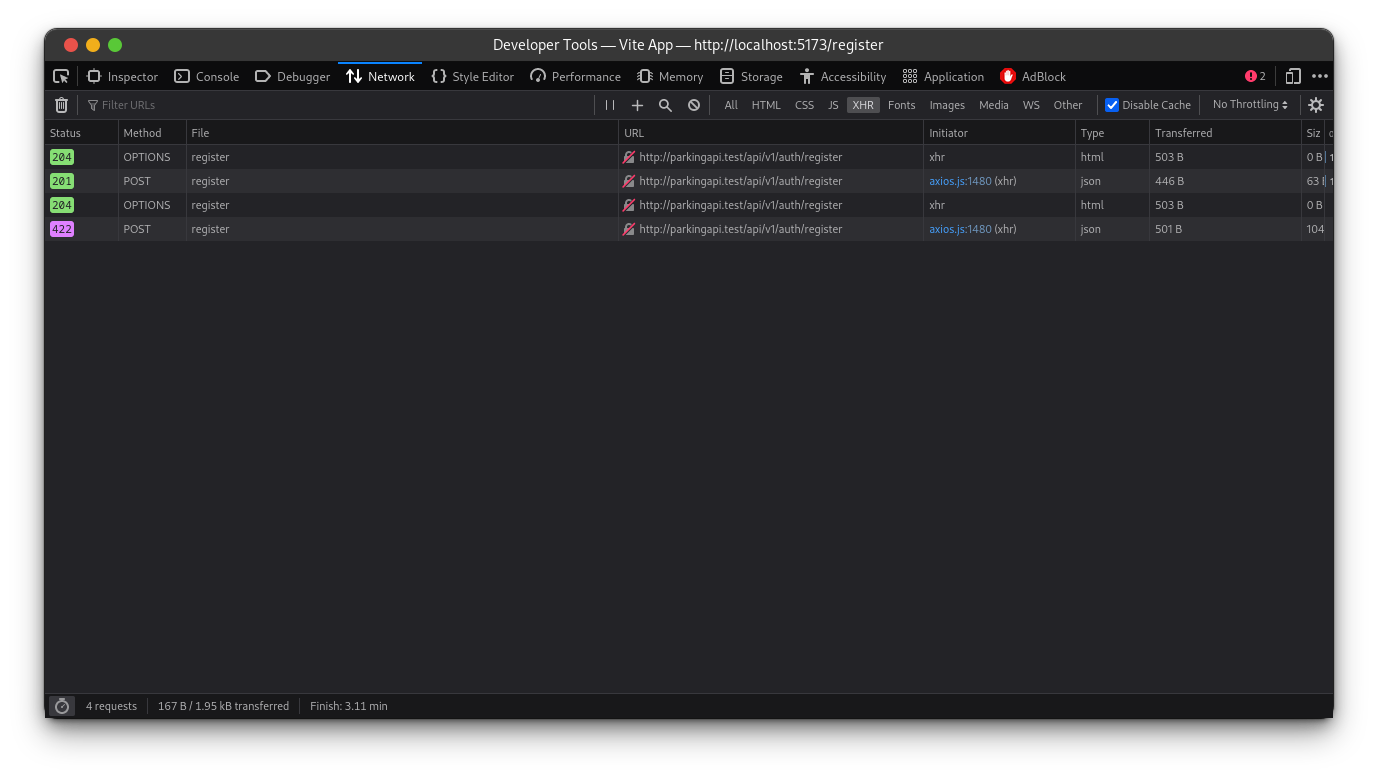 Developer Tools — Vite App — http://localhost:5173/register
Inspector Console Debugger Network Style Editor Performance Memory Storage Accessibility Application AdBlock 2
Filter URLs All HTML CSS JS XHR Fonts Images Media WS Other Disable Cache No Throttling
Status Method File URL Initiator Type Transferred Siz
204 OPTIONS register http://parkingapi.test/api/v1/auth/register xhr html 503 B 0 B
201 POST register http://parkingapi.test/api/v1/auth/register axios.js:1480 (xhr) json 446 B 63
204 OPTIONS register http://parkingapi.test/api/v1/auth/register xhr html 503 B 0 B
422 POST register http://parkingapi.test/api/v1/auth/register axios.js:1480 (xhr) json 501 B 104
4 requests 167 B / 1.95 kB transferred Finish: 3.11 min